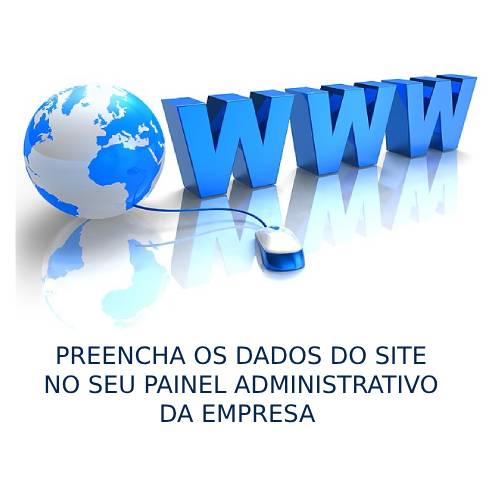 WWW
PREENCHA OS DADOS DO SITE
NO SEU PAINEL ADMINISTRATIVO
DA EMPRESA